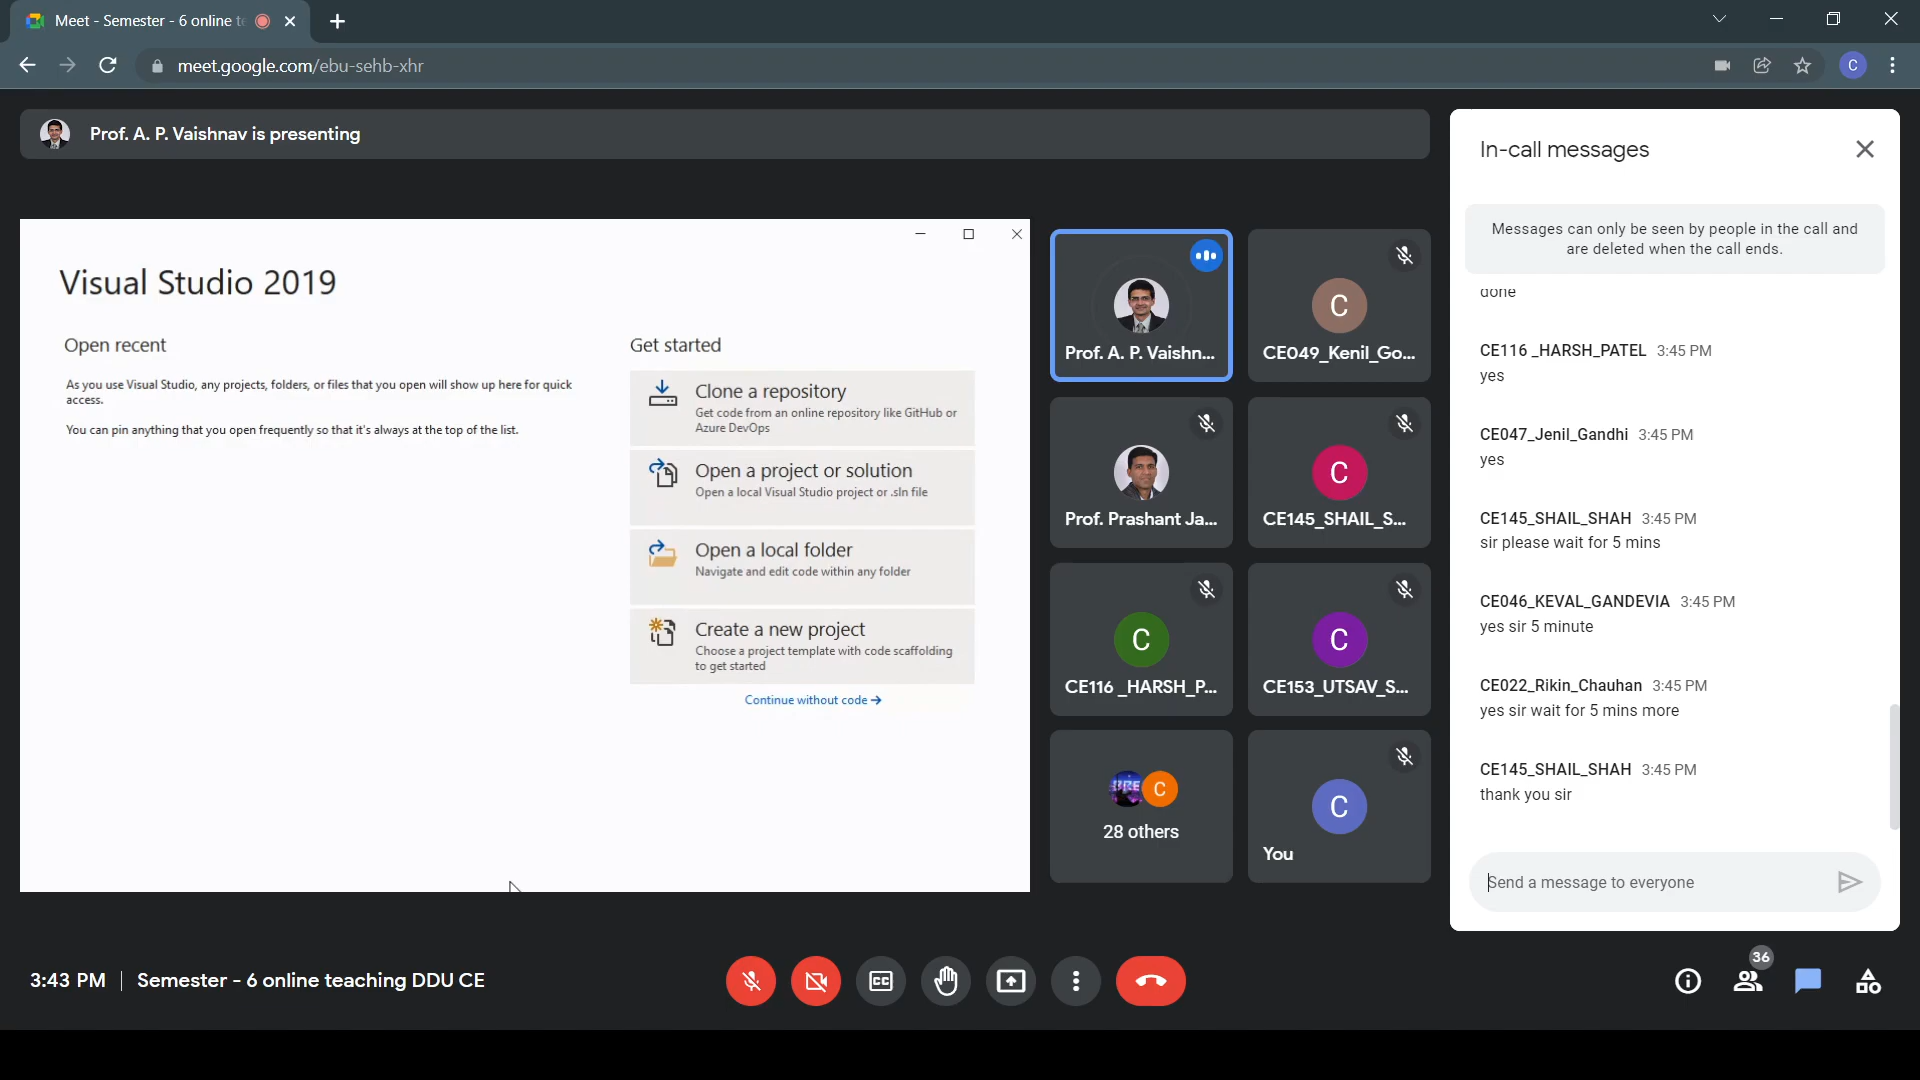 Meet - Semester - 6 online te
meet.google.com/ebu-sehb-xhr
C
Prof. A. P. Vaishnav is presenting
Visual Studio 2019
Open recent
As you use Visual Studio, any projects, folders, or files that you open will show up here for quick
access.
You can pin anything that you open frequently so that it's always at the top of the list.
Get started
Clone a repository
Get code from an online repository like GitHub or
Azure DevOps
Open a project or solution
Open a local Visual Studio project or .sln file
Open a local folder
Navigate and edit code within any folder
Create a new project
Choose a project template with code scaffolding
to get started
Continue without code →
Prof. A. P. Vaishn...
C
CE049_Kenil_Go...
Prof. Prashant Ja...
C
CE145_SHAIL_S...
C
CE116 _HARSH_P...
C
CE153_UTSAV_S...
C
28 others
C
You
In-call messages
Messages can only be seen by people in the call and
are deleted when the call ends.
done
CE116 _HARSH_PATEL 3:45 PM
yes
CE047_Jenil_Gandhi 3:45 PM
yes
CE145_SHAIL_SHAH 3:45 PM
sir please wait for 5 mins
CE046_KEVAL_GANDEVIA 3:45 PM
yes sir 5 minute
CE022_Rikin_Chauhan 3:45 PM
yes sir wait for 5 mins more
CE145_SHAIL_SHAH 3:45 PM
thank you sir
Send a message to everyone
3:43 PM | Semester - 6 online teaching DDU CE
CC
36